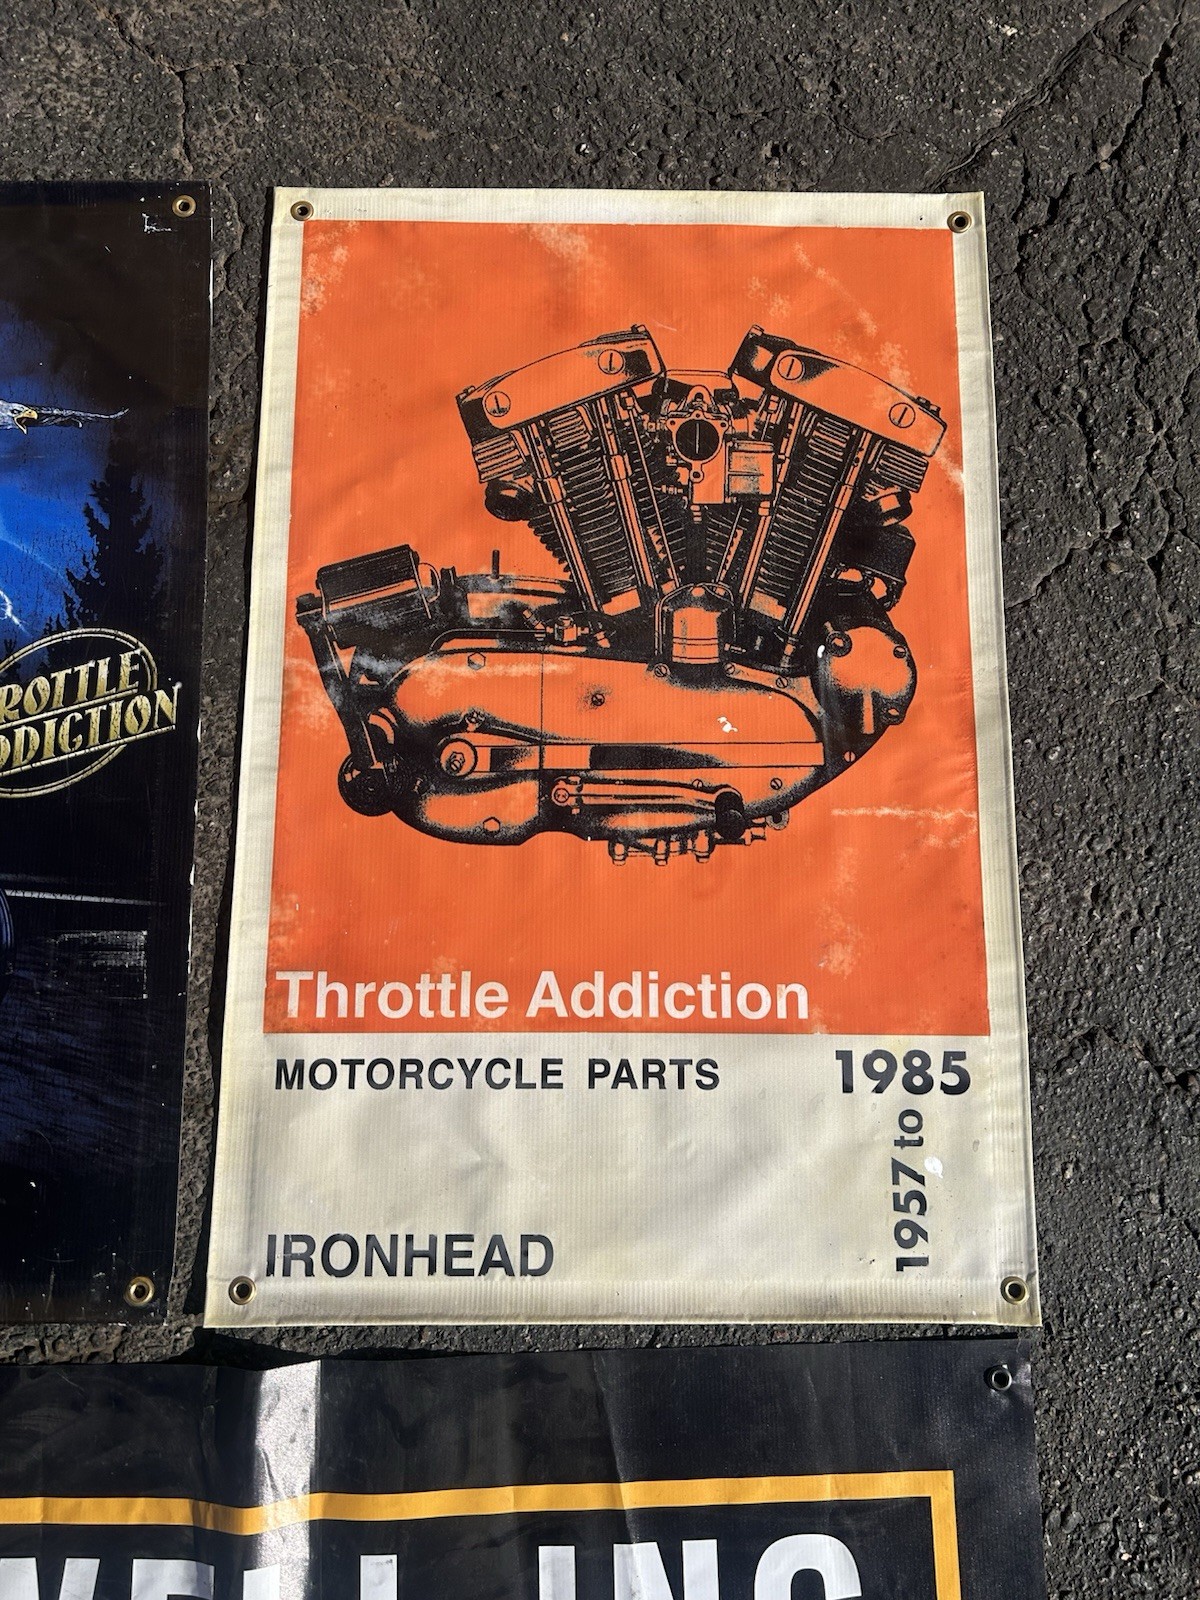 Throttle Addiction
MOTORCYCLE PARTS
1985
1957 to
IRONHEAD
ROTTLE
DDICTION